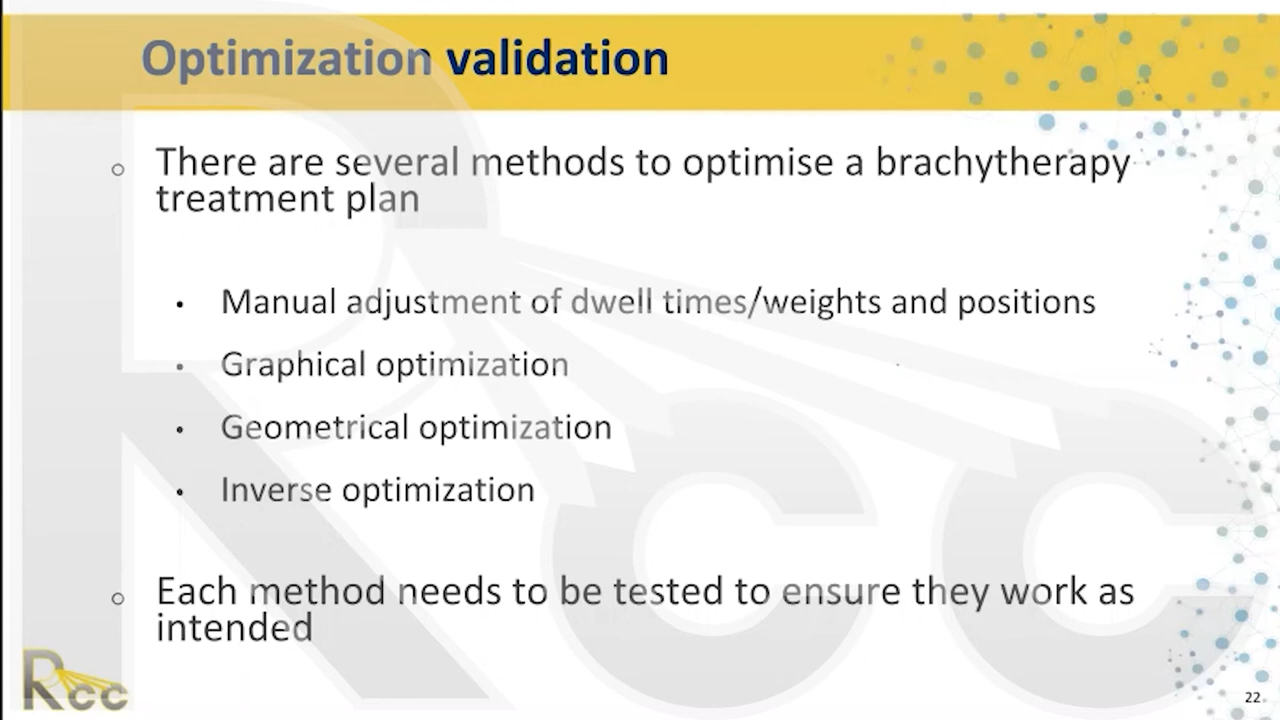 Optimization validation
There are several methods to optimise a brachytherapy
treatment plan
Manual adjustment of dwell times/weights and positions
Graphical optimization
Geometrical optimization
Inverse optimization
Each method needs to be tested to ensure they work as
intended
Rcc
Rcc
22